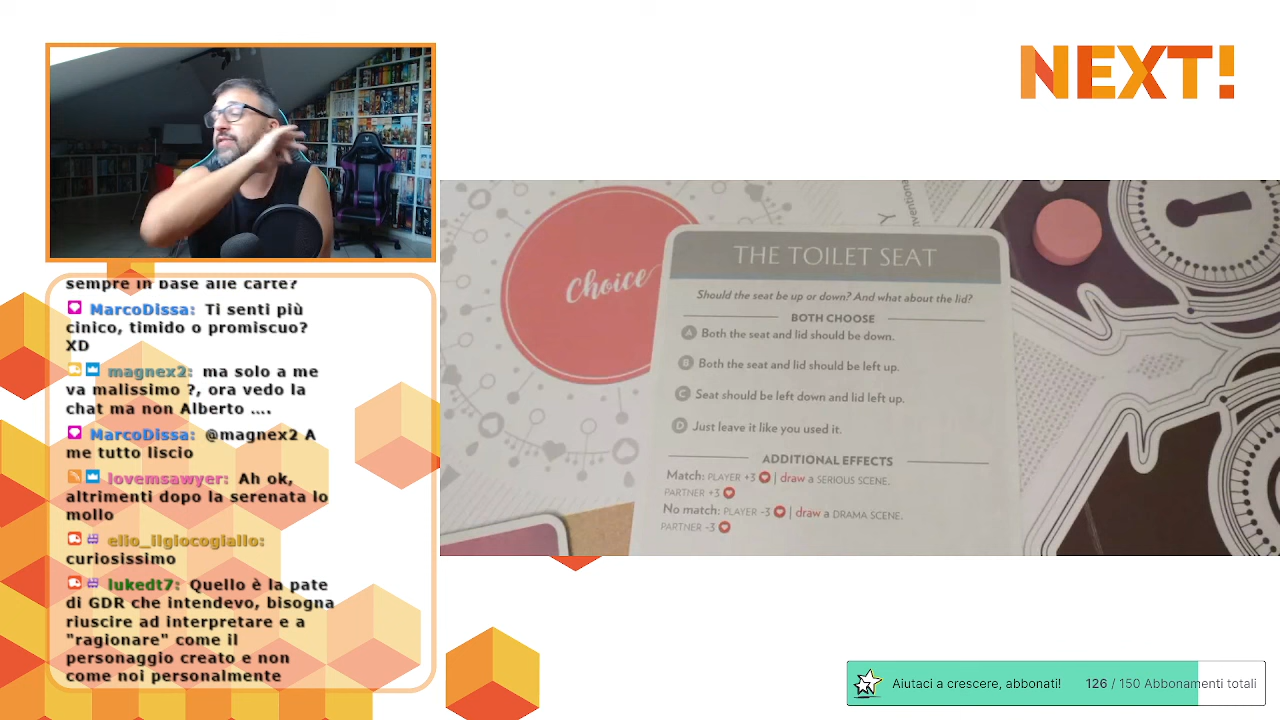 NEXT!
sempre in base alle carte?
MarcoDissa: Ti senti più
cinico, timido o promiscuo?
XD
magnex2: ma solo a me
va malissimo ?, ora vedo la
chat ma non Alberto ....
MarcoDissa: @magnex2 A
me tutto liscio
lovemsawyer: Ah ok,
altrimenti dopo la serenata lo
mollo
elio_ilgiocogiallo:
curiosissimo
lukedt7: Quello è la pate
di GDR che intendevo, bisogna
riuscire ad interpretare e a
"ragionare" come il
personaggio creato e non
come noi personalmente
Choice
THE TOILET SEAT
Should the seat be up or down? And what about the lid?
BOTH CHOOSE
A Both the seat and lid should be down.
B Both the seat and lid should be left up.
C Seat should be left down and lid left up.
D Just leave it like you used it.
ADDITIONAL EFFECTS
Match: PLAYER +3 | draw a SERIOUS SCENE.
PARTNER +3
No match: PLAYER -3 | draw a DRAMA SCENE.
PARTNER -3
Aiutaci a crescere, abbonati! 126 / 150 Abbonamenti totali